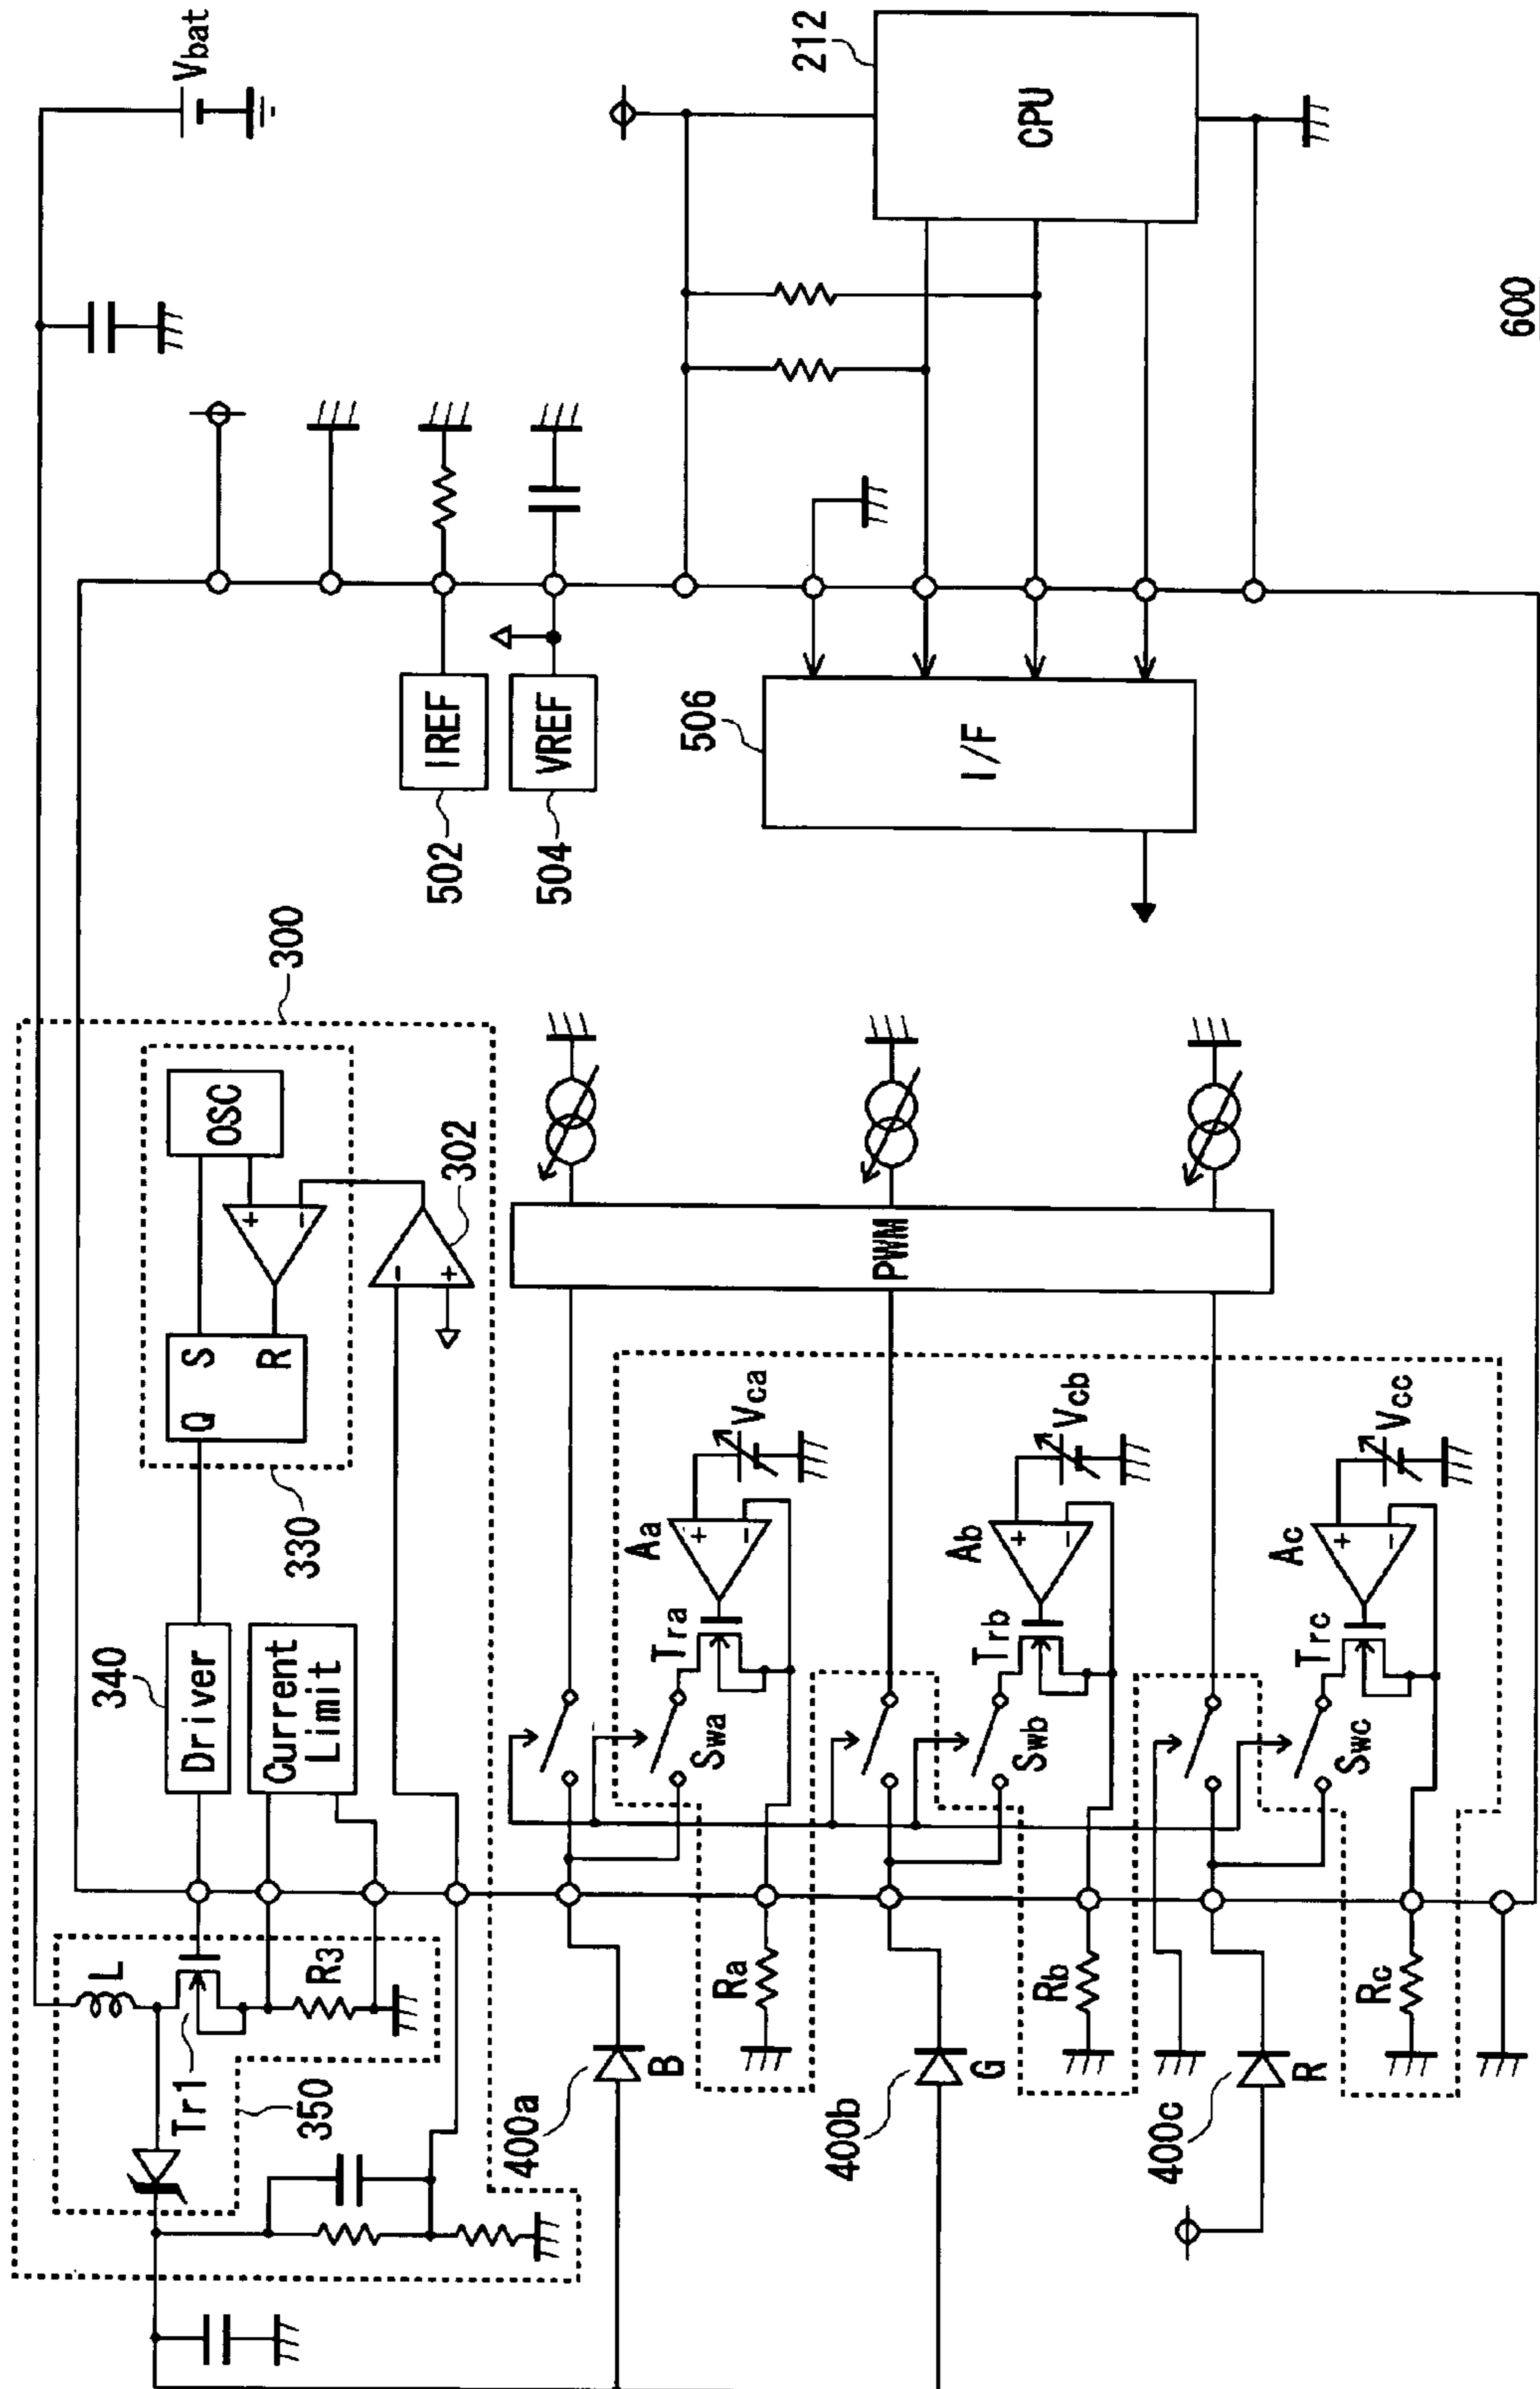 300
350
L
Tr1
R3
340
Driver
Current
Limit
330
Q
S
R
OSC
+
-
302
-
+
Vbat
400a
B
Ra
Swa
Tra
Aa
+
-
Vca
400b
G
Rb
Swb
Trb
Ab
+
-
Vcb
400c
R
Rc
Swc
Trc
Ac
+
-
Vcc
PWM
502
IREF
504
VREF
506
I/F
212
CPU
600